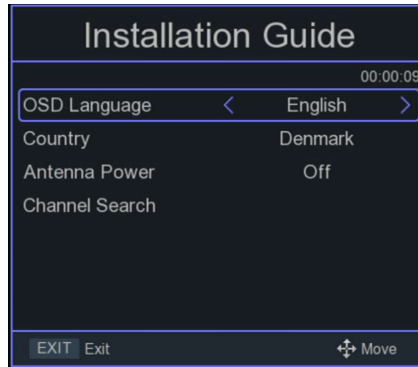 Installation Guide
00:00:09
OSD Language < English >
Country Denmark
Antenna Power Off
Channel Search
EXIT Exit Move